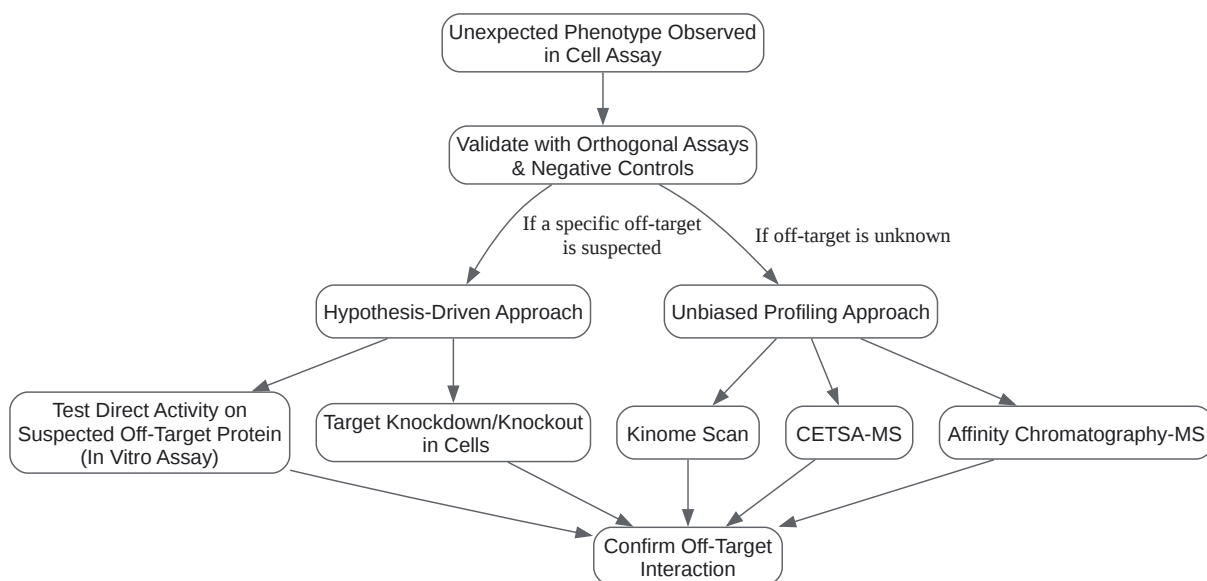 Unexpected Phenotype Observed
in Cell Assay
Validate with Orthogonal Assays
& Negative Controls
If a specific off-target
is suspected
If off-target is unknown
Hypothesis-Driven Approach
Unbiased Profiling Approach
Test Direct Activity on
Suspected Off-Target Protein
(In Vitro Assay)
Target Knockdown/Knockout
in Cells
Kinome Scan
CETSA-MS
Affinity Chromatography-MS
Confirm Off-Target
Interaction